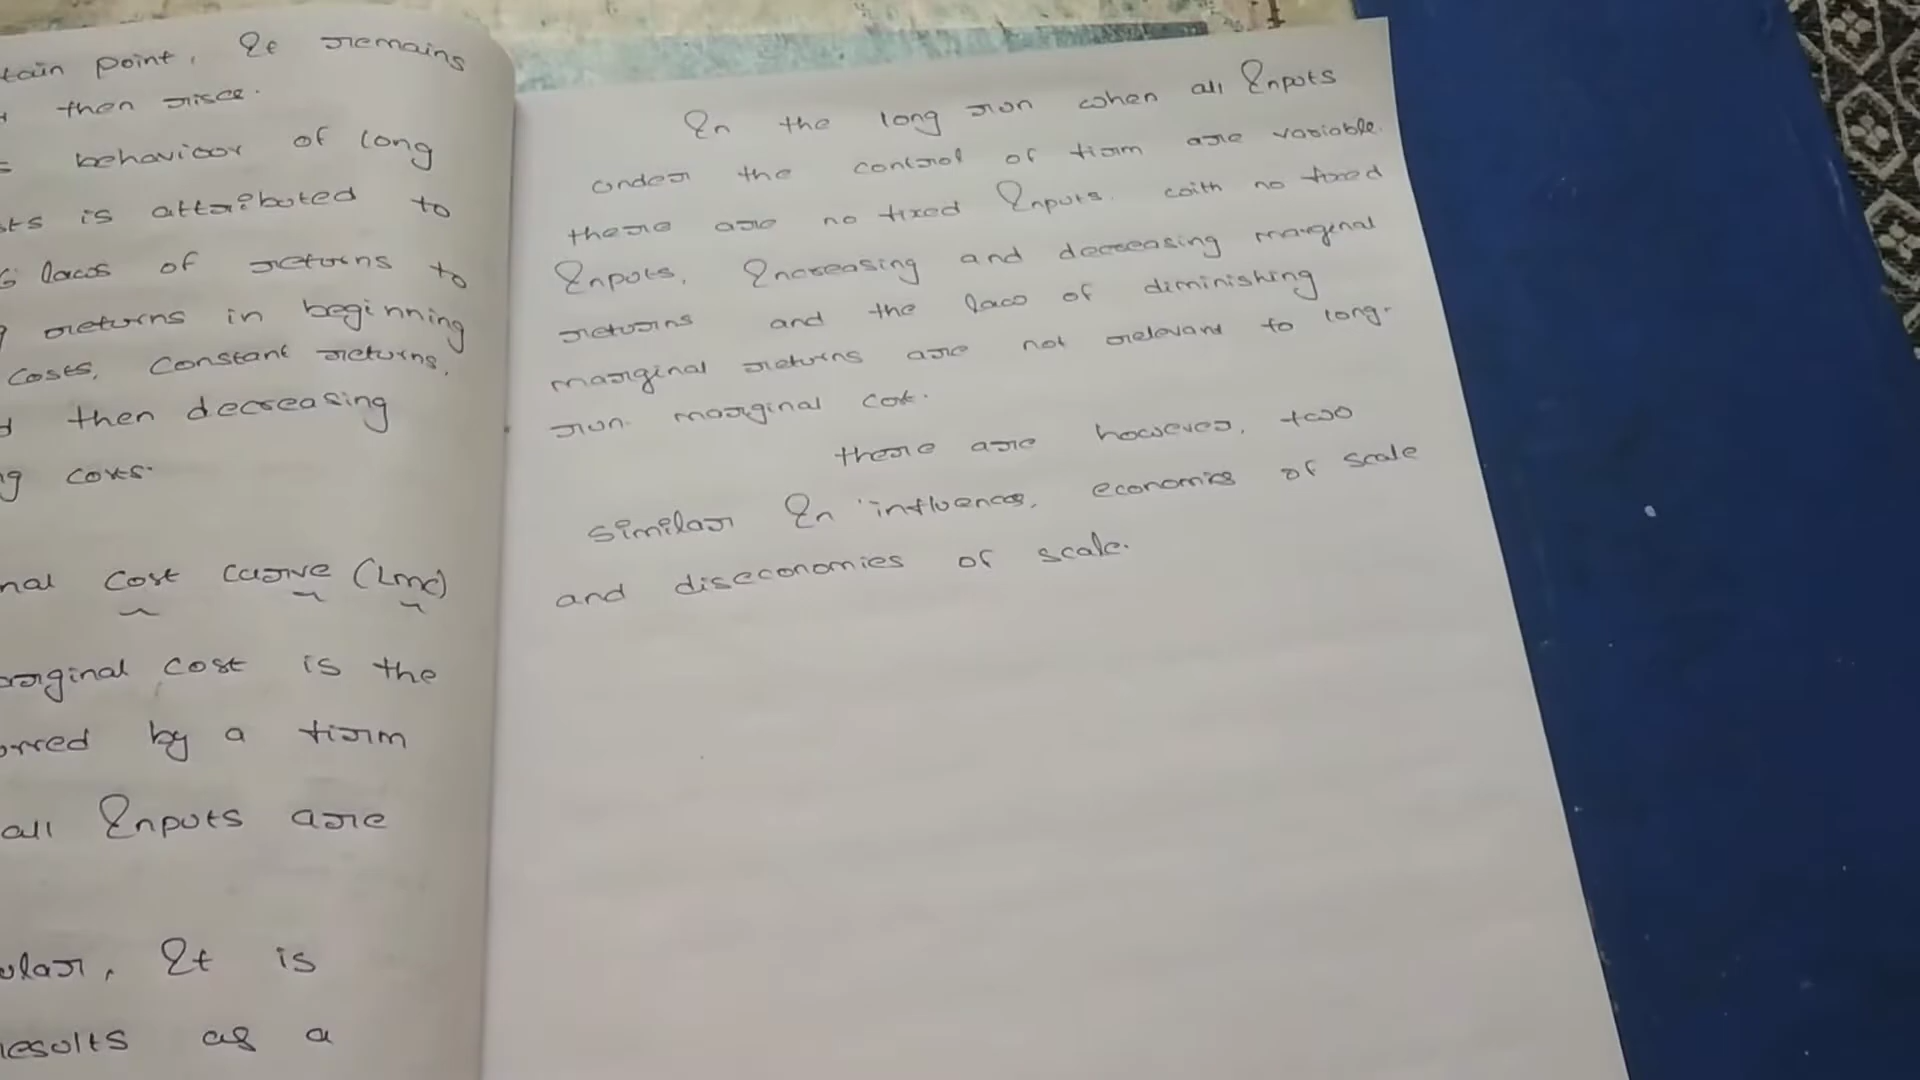 tain point, It remains
then rises.
behaviour of long
ts is attributed to
laws of returns to
returns in beginning
costs, constant returns,
then decreasing
costs.
nal cost curve (Lmc)
arginal cost is the
urred by a firm
all Inputs are
ular, It is
results as a
In the long run when all Inputs
under the control of firm are variable.
there are no fixed Inputs. with no fixed
Inputs, Increasing and decreasing marginal
returns and the law of diminishing
marginal returns are not relevant to long-
run marginal cost.
there are however, two
similar In influences, economies of scale
and diseconomies of scale.